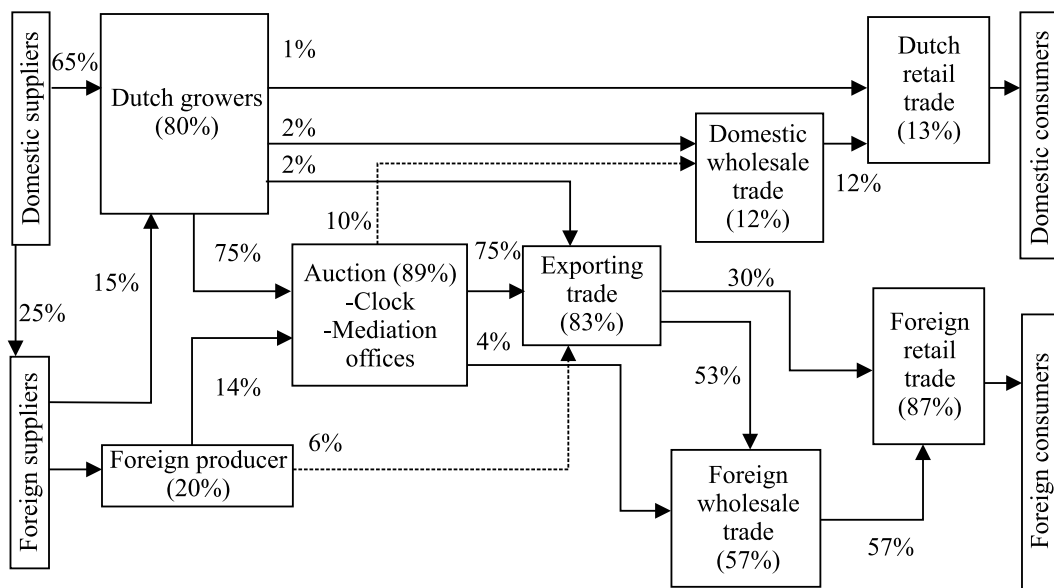 Domestic suppliers
65%
Dutch growers
(80%)
1%
2%
2%
Dutch
retail
trade
(13%)
Domestic consumers
Domestic
wholesale
trade
(12%)
12%
10%
75%
15%
25%
Auction (89%)
-Clock
-Mediation
offices
75%
4%
Exporting
trade
(83%)
30%
53%
Foreign
retail
trade
(87%)
Foreign suppliers
14%
Foreign producer
(20%)
6%
Foreign
wholesale
trade
(57%)
57%
Foreign consumers